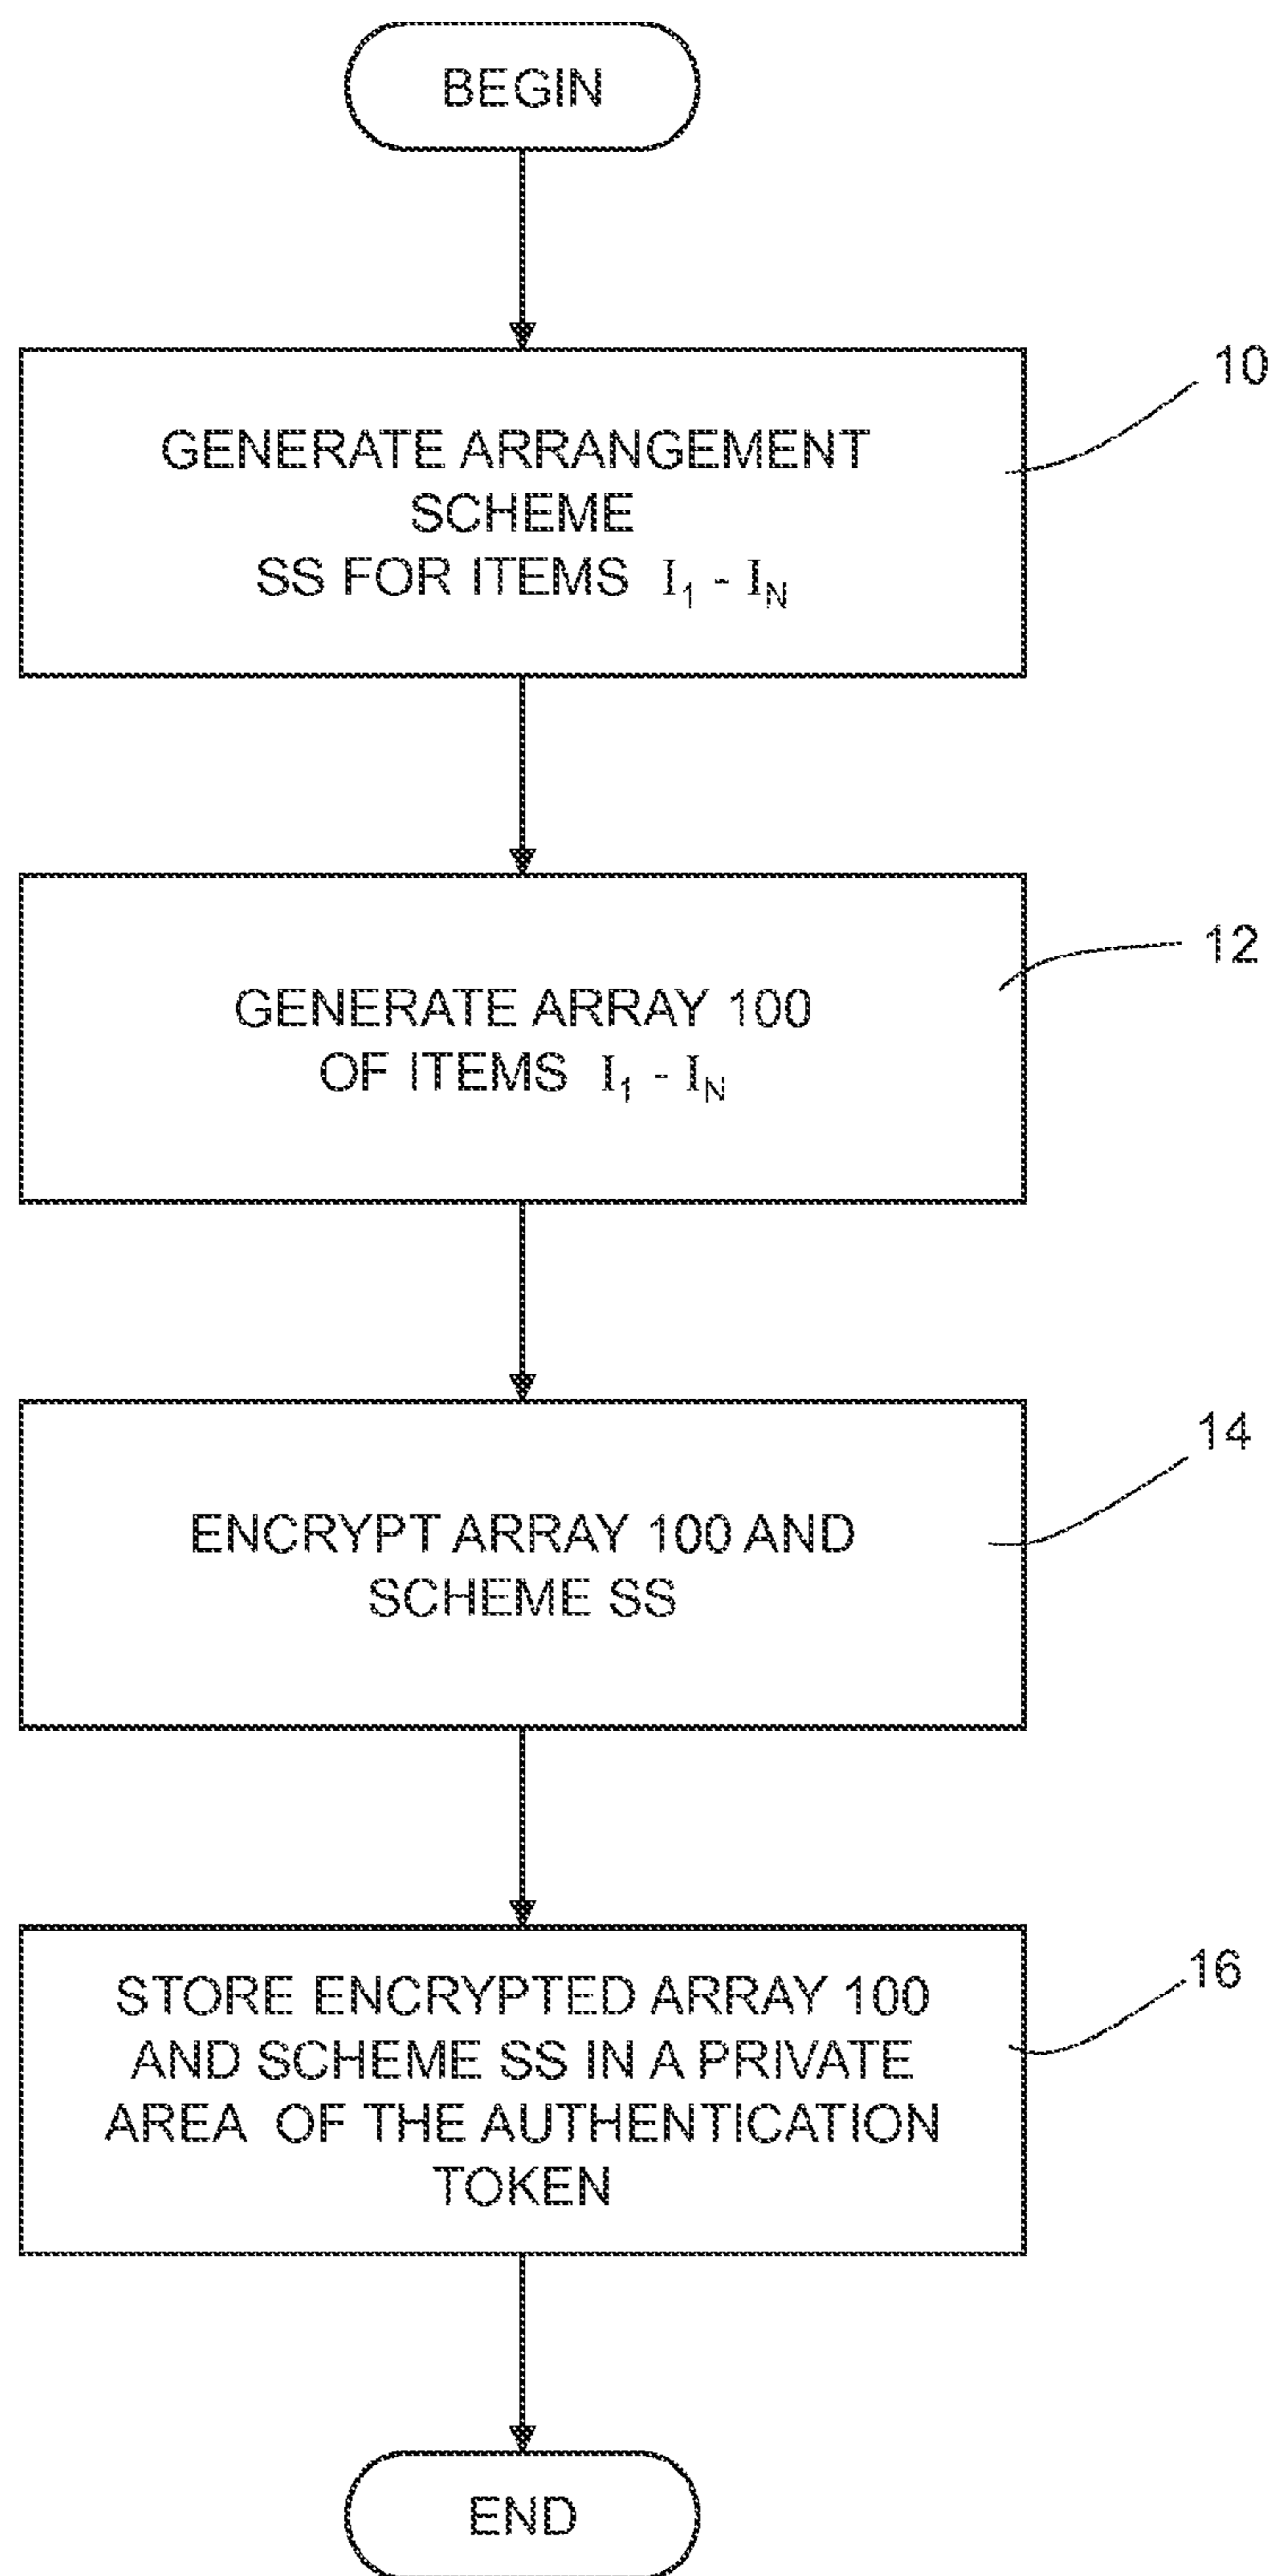 BEGIN
10
GENERATE ARRANGEMENT
SCHEME
SS FOR ITEMS I₁ - I_N
12
GENERATE ARRAY 100
OF ITEMS I₁ - I_N
14
ENCRYPT ARRAY 100 AND
SCHEME SS
16
STORE ENCRYPTED ARRAY 100
AND SCHEME SS IN A PRIVATE
AREA OF THE AUTHENTICATION
TOKEN
END